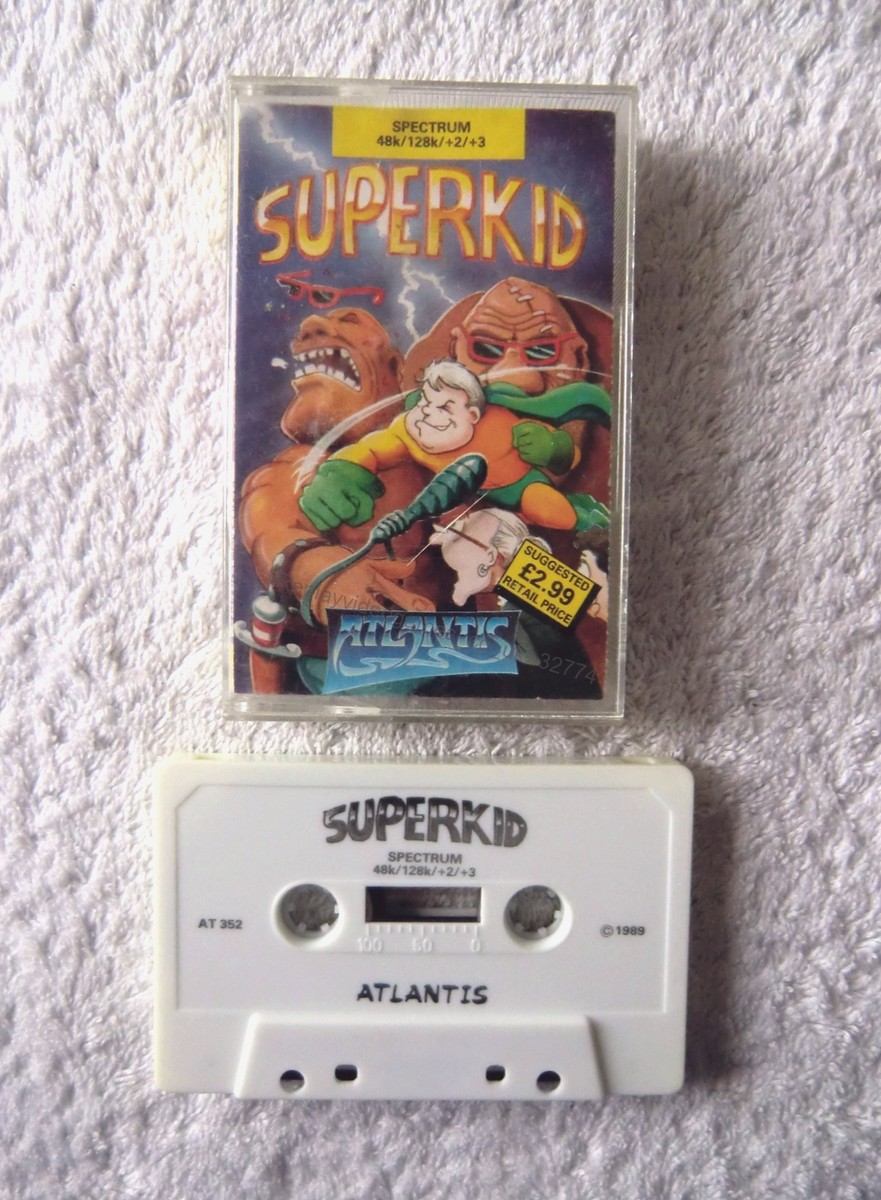 SPECTRUM
48k/128k/+2/+3
SUPERKID
SUGGESTED
£2.99
RETAIL PRICE
ATLANTIS
32774
SUPERKID
SPECTRUM
48k/128k/+2/+3
AT 352
© 1989
100 50 0
ATLANTIS